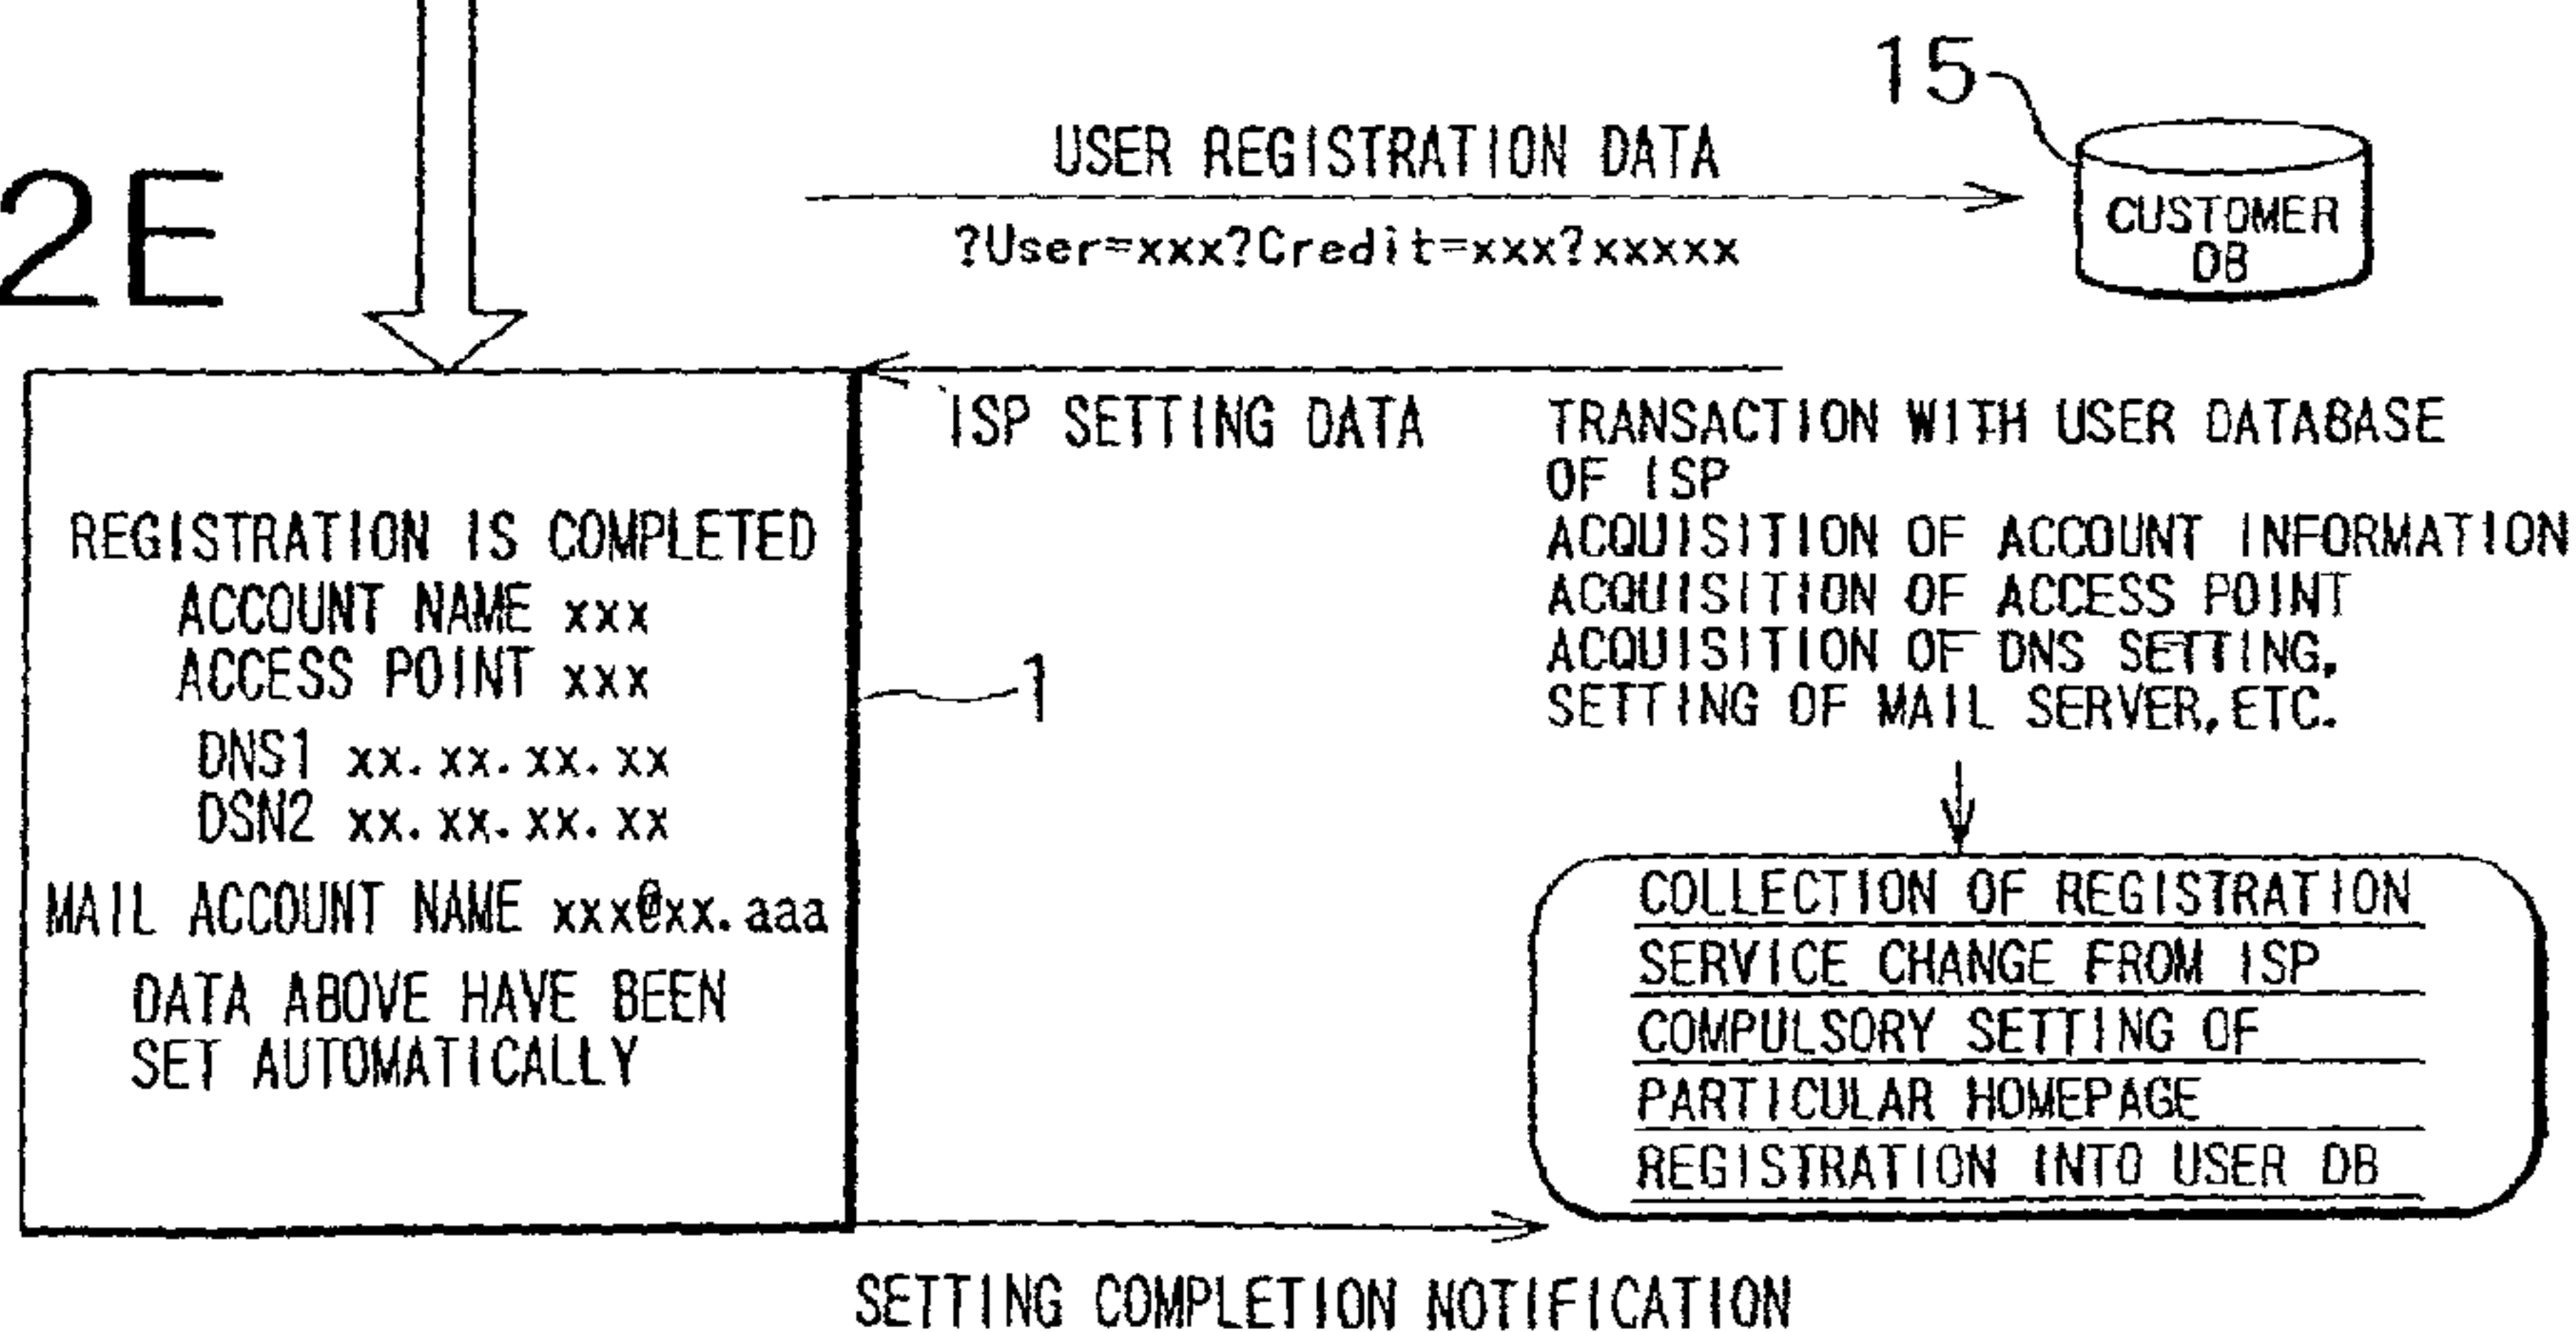 15
USER REGISTRATION DATA
?User=xxx?Credit=xxx?xxxxx
CUSTOMER
DB
2E
ISP SETTING DATA
TRANSACTION WITH USER DATABASE
OF ISP
ACQUISITION OF ACCOUNT INFORMATION
ACQUISITION OF ACCESS POINT
ACQUISITION OF DNS SETTING,
SETTING OF MAIL SERVER, ETC.
REGISTRATION IS COMPLETED
ACCOUNT NAME xxx
ACCESS POINT xxx
DNS1 xx.xx.xx.xx
DSN2 xx.xx.xx.xx
MAIL ACCOUNT NAME xxx@xx.aaa
DATA ABOVE HAVE BEEN
SET AUTOMATICALLY
1
COLLECTION OF REGISTRATION
SERVICE CHANGE FROM ISP
COMPULSORY SETTING OF
PARTICULAR HOMEPAGE
REGISTRATION INTO USER DB
SETTING COMPLETION NOTIFICATION